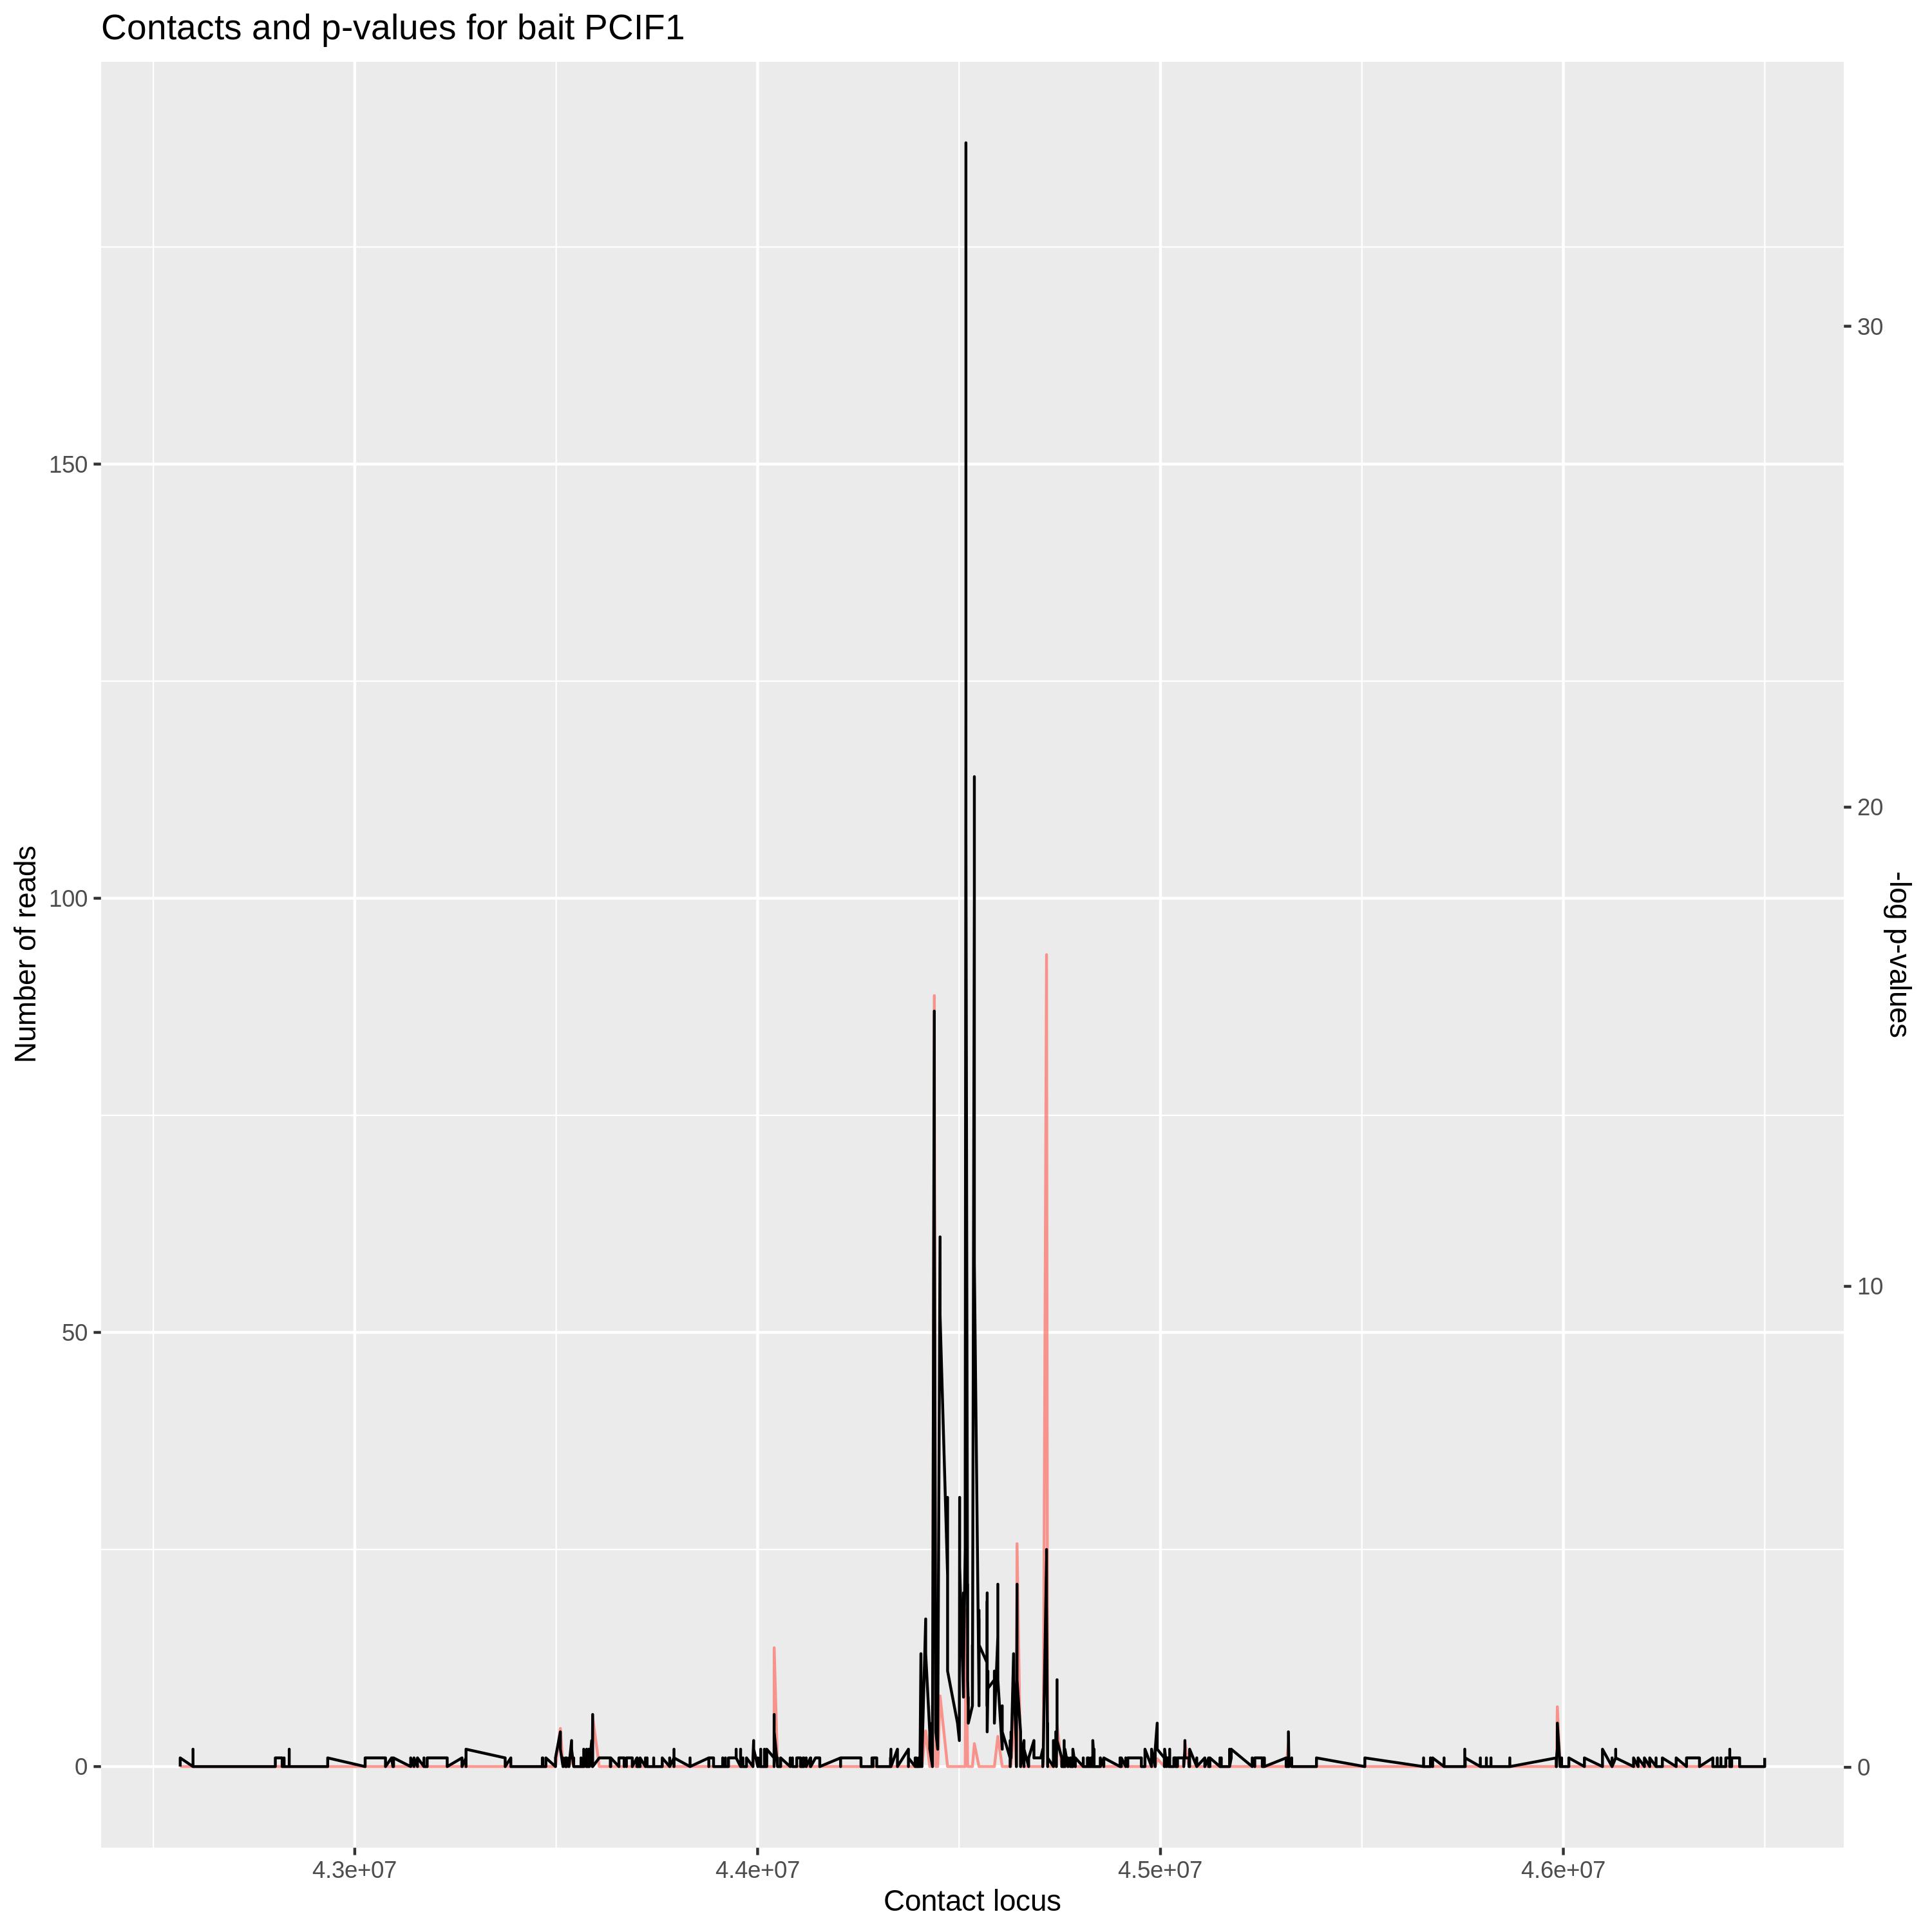 Contacts and p-values for bait PCIF1
Number of reads
150
100
50
0
30
20
10
0
-log p-values
4.3e+07
4.4e+07
4.5e+07
4.6e+07
Contact locus